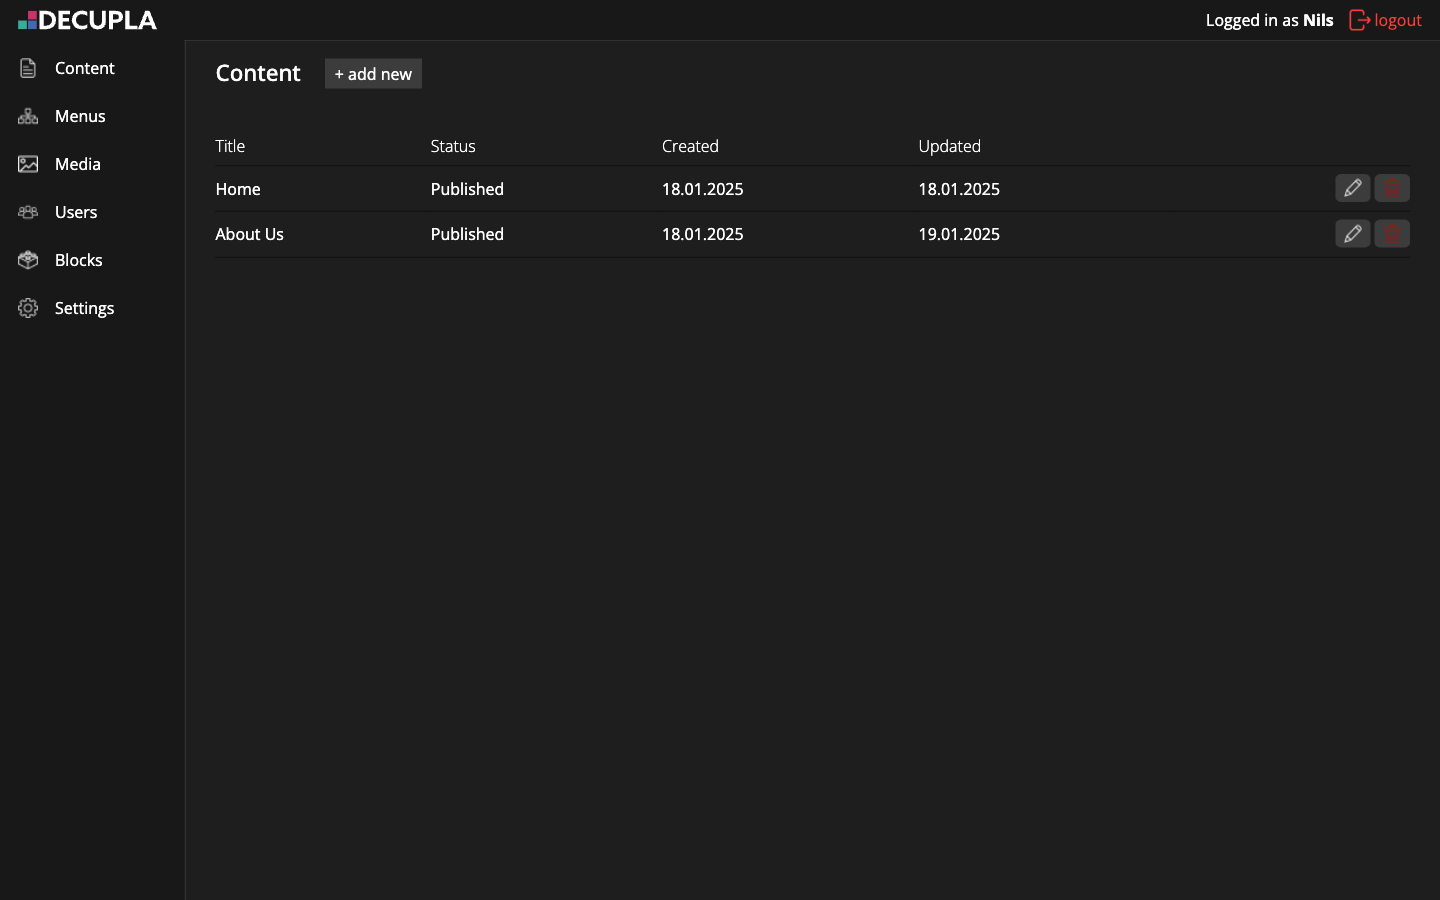 DECUPLA
Logged in as Nils logout
Content
Menus
Media
Users
Blocks
Settings
Content + add new
Title Status Created Updated
Home Published 18.01.2025 18.01.2025
About Us Published 18.01.2025 19.01.2025